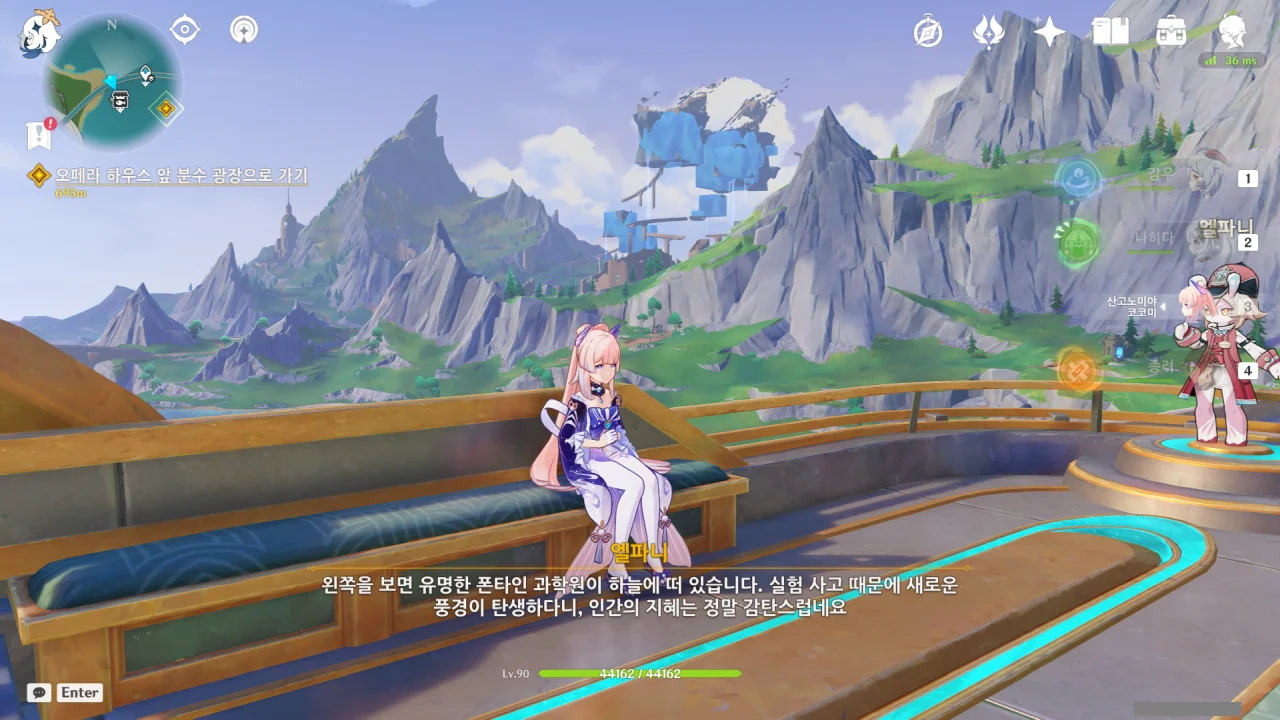 N
36 ms
오페라 하우스 앞 분수 광장으로 가기
698m
감우
1
엘파니
나히다
2
산고노미야
코코미
3
종려
4
엘파니
왼쪽을 보면 유명한 폰타인 과학원이 하늘에 떠 있습니다. 실험 사고 때문에 새로운
풍경이 탄생하다니, 인간의 지혜는 정말 감탄스럽네요
Lv.90
44162 / 44162
Enter